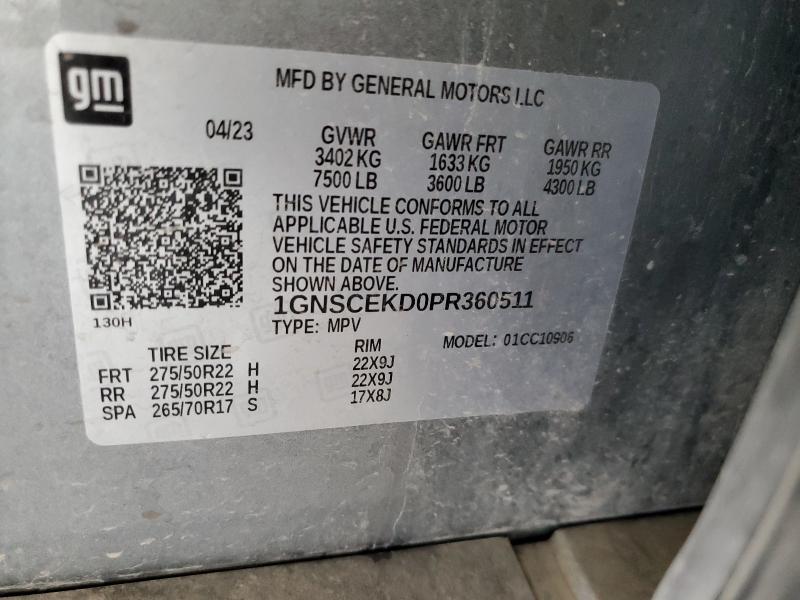 gm
MFD BY GENERAL MOTORS LLC
04/23
GVWR GAWR FRT GAWR RR
3402 KG 1633 KG 1950 KG
7500 LB 3600 LB 4300 LB
THIS VEHICLE CONFORMS TO ALL
APPLICABLE U.S. FEDERAL MOTOR
VEHICLE SAFETY STANDARDS IN EFFECT
ON THE DATE OF MANUFACTURE
SHOWN ABOVE.
1GNSCEKD0PR360511
130H
TYPE: MPV MODEL: 01CC10906
TIRE SIZE RIM
FRT 275/50R22 H 22X9J
RR 275/50R22 H 22X9J
SPA 265/70R17 S 17X8J